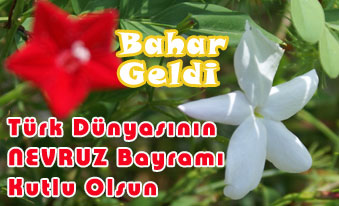 Bahar
Geldi
Türk Dünyasının
NEVRUZ Bayramı
Kutlu Olsun